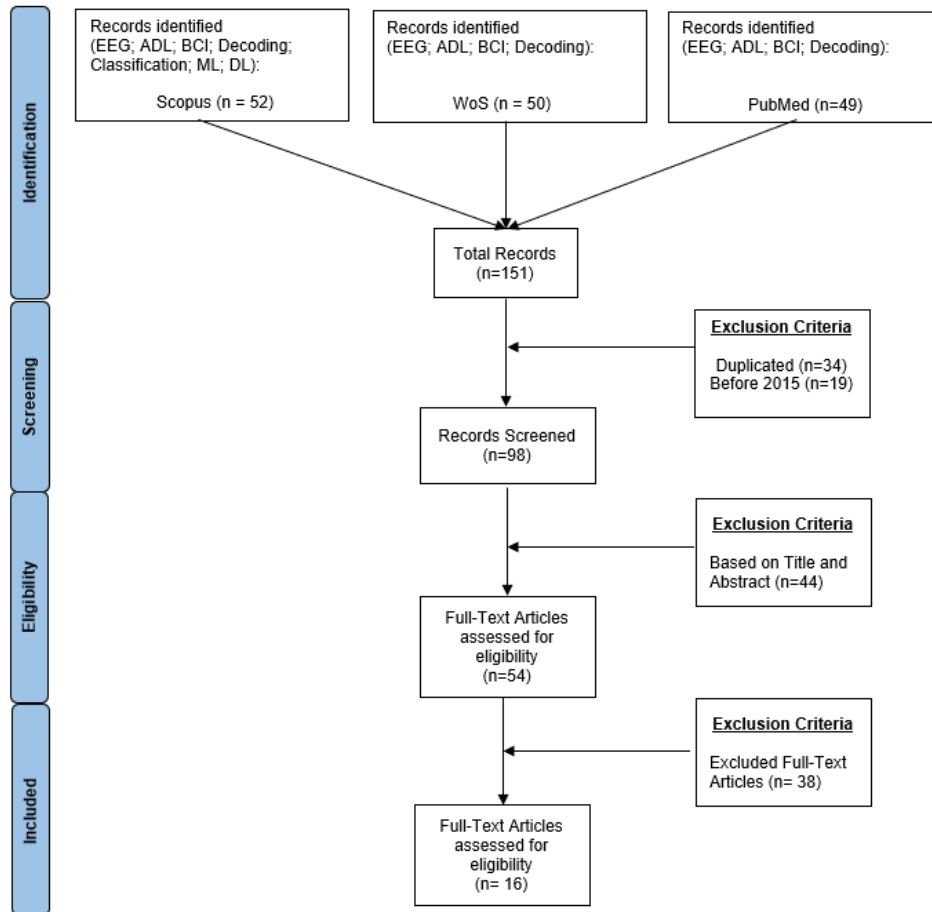 Records identified
(EEG; ADL; BCI; Decoding;
Classification; ML; DL):
Scopus (n = 52)
Records identified
(EEG; ADL; BCI; Decoding):
WoS (n = 50)
Records identified
(EEG; ADL; BCI; Decoding):
PubMed (n=49)
Identification
Total Records
(n=151)
Screening
Exclusion Criteria
Duplicated (n=34)
Before 2015 (n=19)
Records Screened
(n=98)
Eligibility
Exclusion Criteria
Based on Title and
Abstract (n=44)
Full-Text Articles
assessed for
eligibility
(n=54)
Included
Exclusion Criteria
Excluded Full-Text
Articles (n= 38)
Full-Text Articles
assessed for
eligibility
(n= 16)